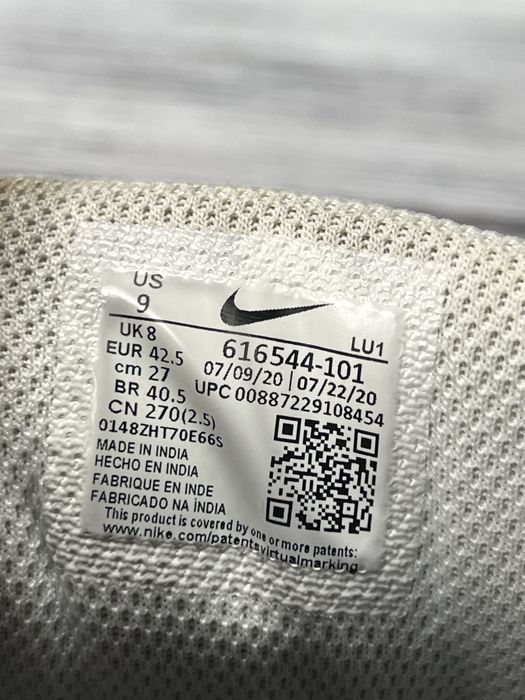 US
9
LU1
UK 8
616544-101
EUR 42.5
07/09/20 | 07/22/20
cm 27
UPC 00887229108454
BR 40.5
CN 270(2.5)
0148ZHT70E66S
MADE IN INDIA
HECHO EN INDIA
FABRIQUE EN INDE
FABRICADO NA ÍNDIA
This product is covered by one or more patents:
www.nike.com/patentsvirtualmarking